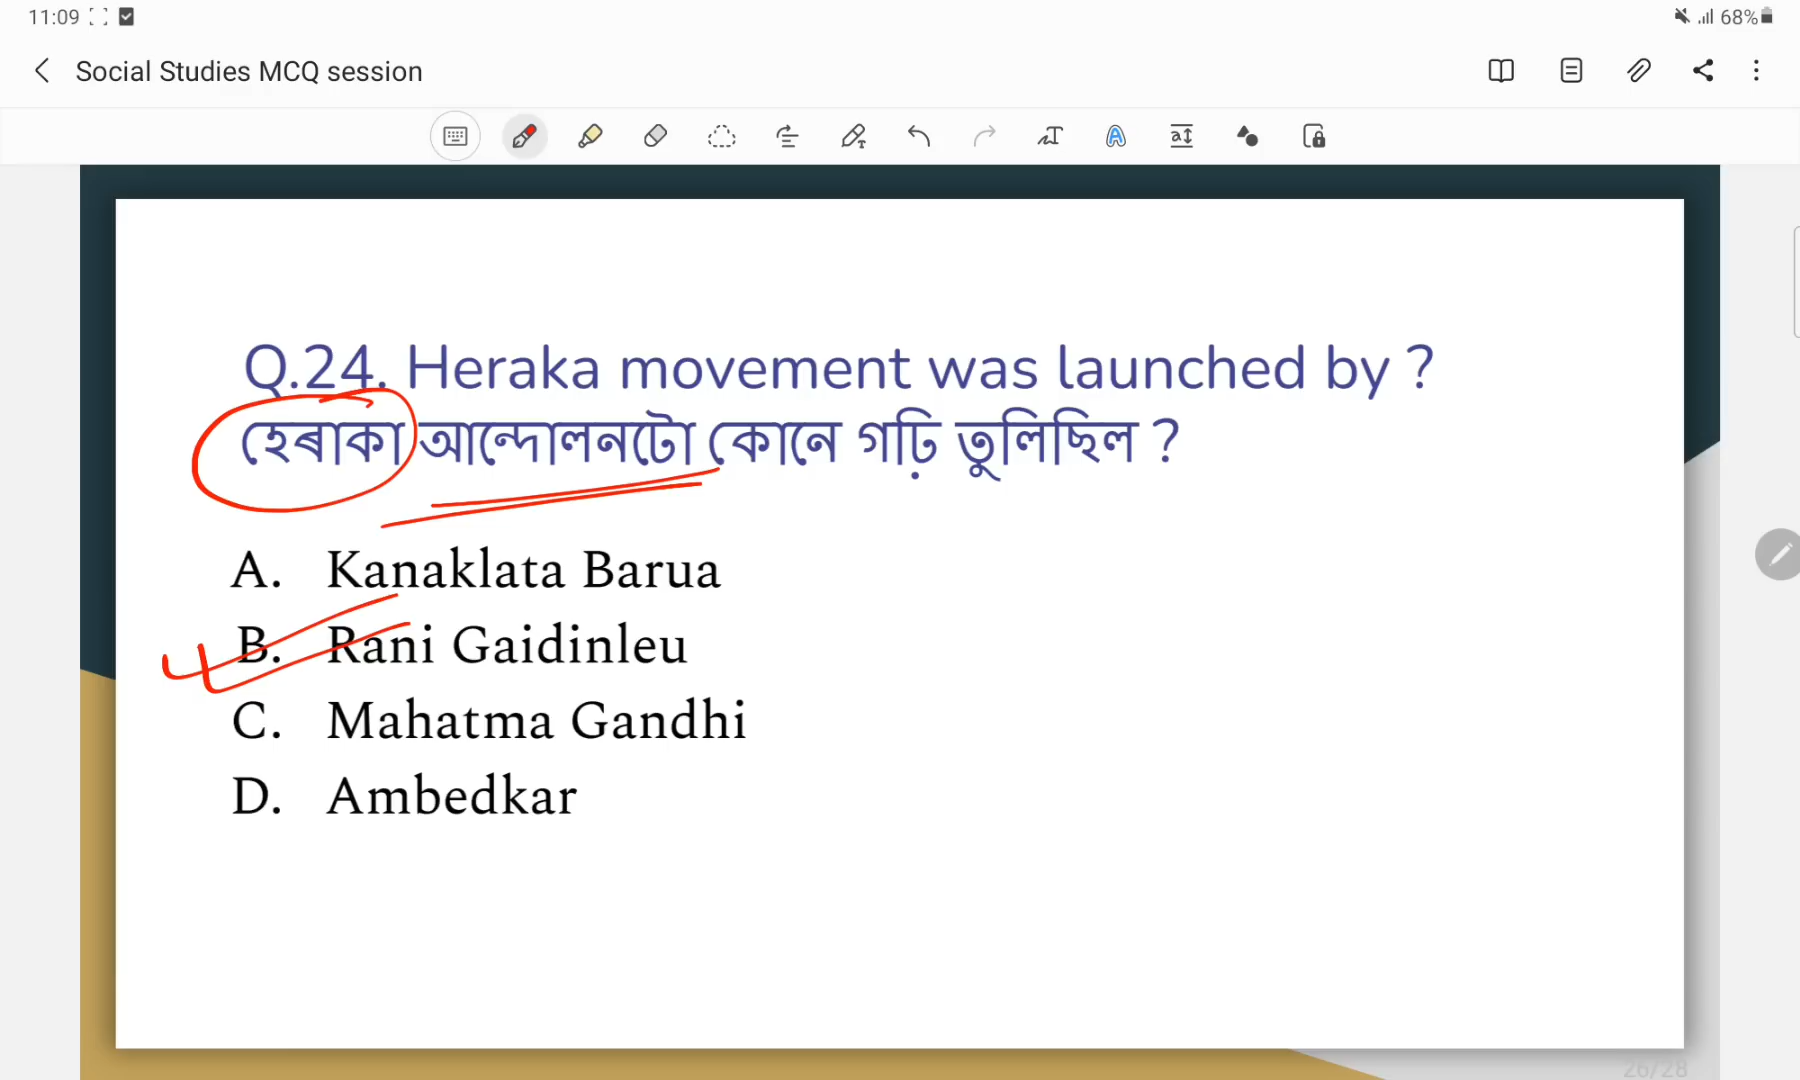 11:09
68%
Social Studies MCQ session
Q.24. Heraka movement was launched by ?
হেৰাকা আন্দোলনটো কোনে গঢ়ি তুলিছিল ?
A. Kanaklata Barua
B. Rani Gaidinleu
C. Mahatma Gandhi
D. Ambedkar
26/28